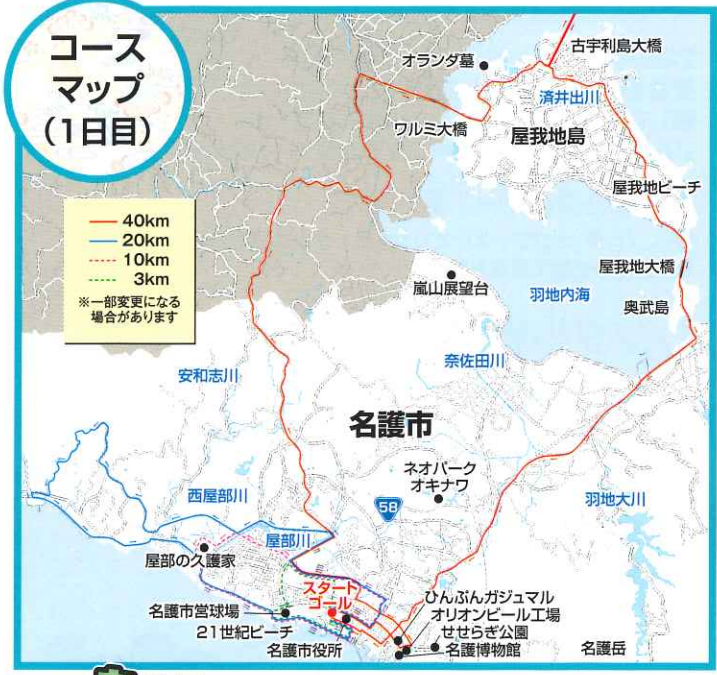 コース
マップ
(1日目)
40km
20km
10km
3km
※一部変更になる
場合があります
オランダ墓
古宇利島大橋
済井出川
ワルミ大橋
屋我地島
屋我地ビーチ
屋我地大橋
嵐山展望台
羽地内海
奥武島
安和志川
奈佐田川
名護市
ネオパーク
オキナワ
58
西屋部川
羽地大川
屋部川
屋部の久護家
スタート
ゴール
ひんぷんガジュマル
名護市営球場
オリオンビール工場
21世紀ビーチ
せせらぎ公園
名護市役所
名護博物館
名護岳